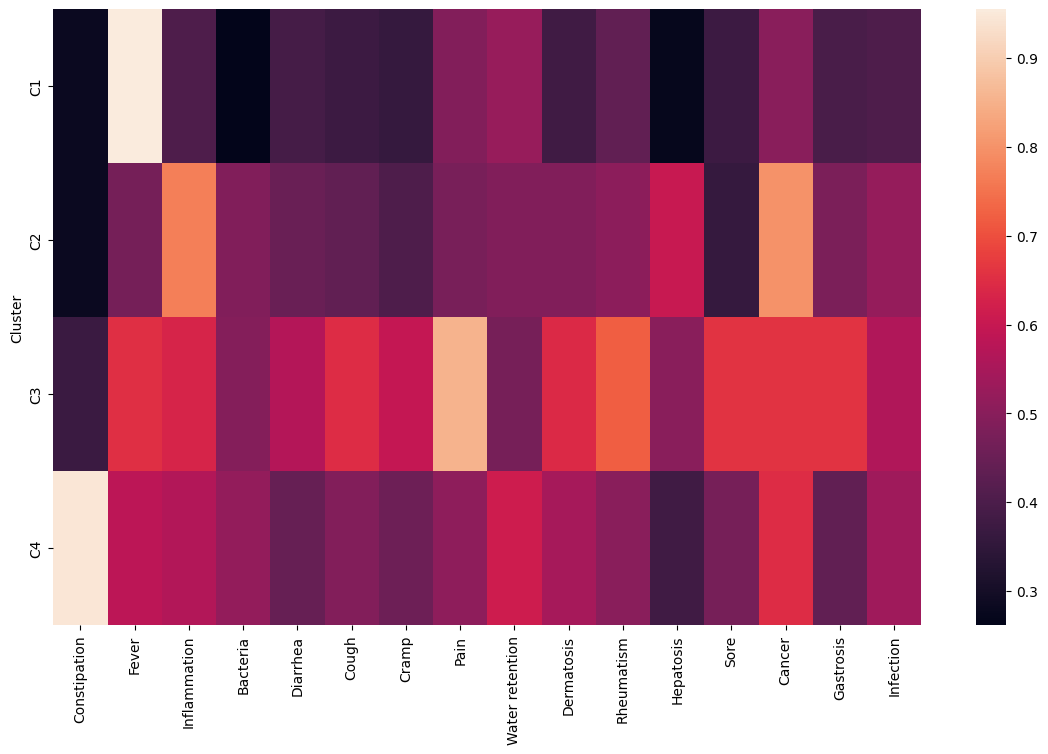 Cluster
C1
C2
C3
C4
Constipation
Fever
Inflammation
Bacteria
Diarrhea
Cough
Cramp
Pain
Water retention
Dermatosis
Rheumatism
Hepatosis
Sore
Cancer
Gastrosis
Infection
0.9
0.8
0.7
0.6
0.5
0.4
0.3